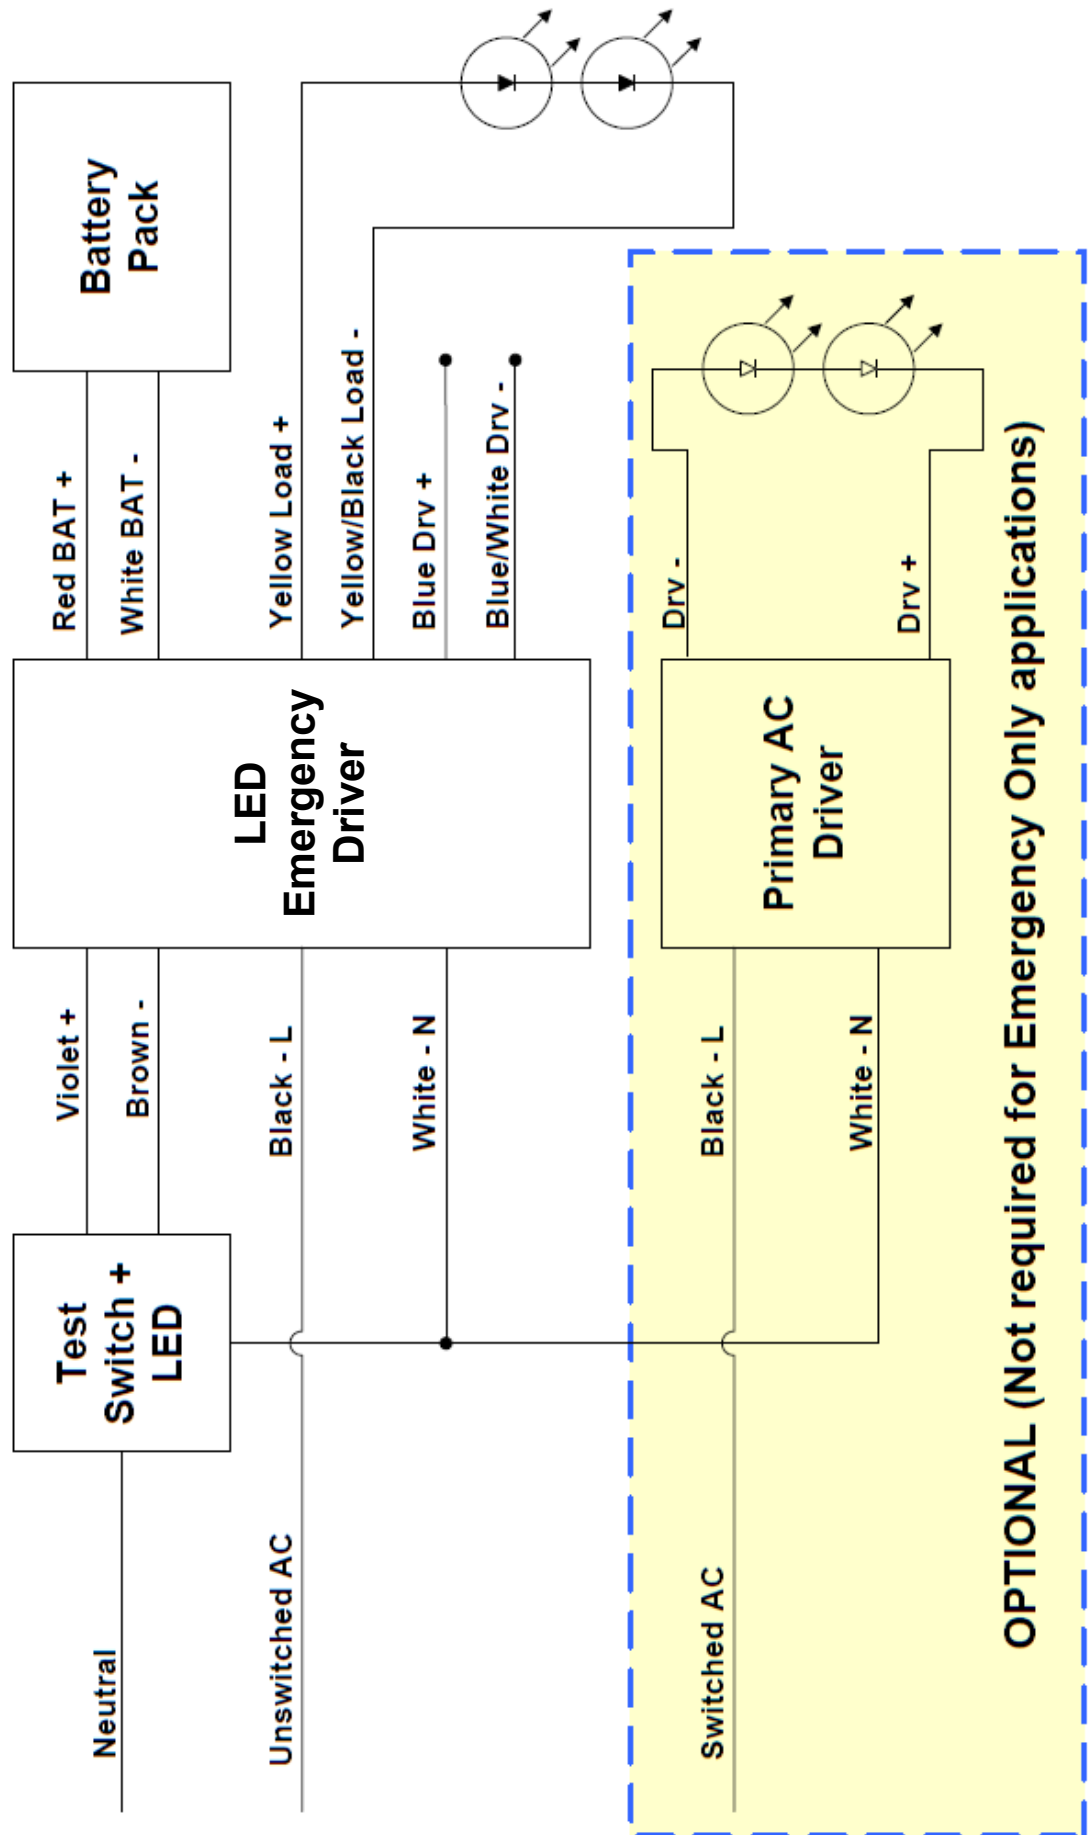 Neutral
Unswitched AC
Switched AC
Test
Switch +
LED
Violet +
Brown -
Black - L
White - N
Black - L
White - N
LED
Emergency
Driver
Primary AC
Driver
Red BAT +
White BAT -
Yellow Load +
Yellow/Black Load -
Blue Drv +
Blue/White Drv -
Drv -
Drv +
Battery
Pack
OPTIONAL (Not required for Emergency Only applications)